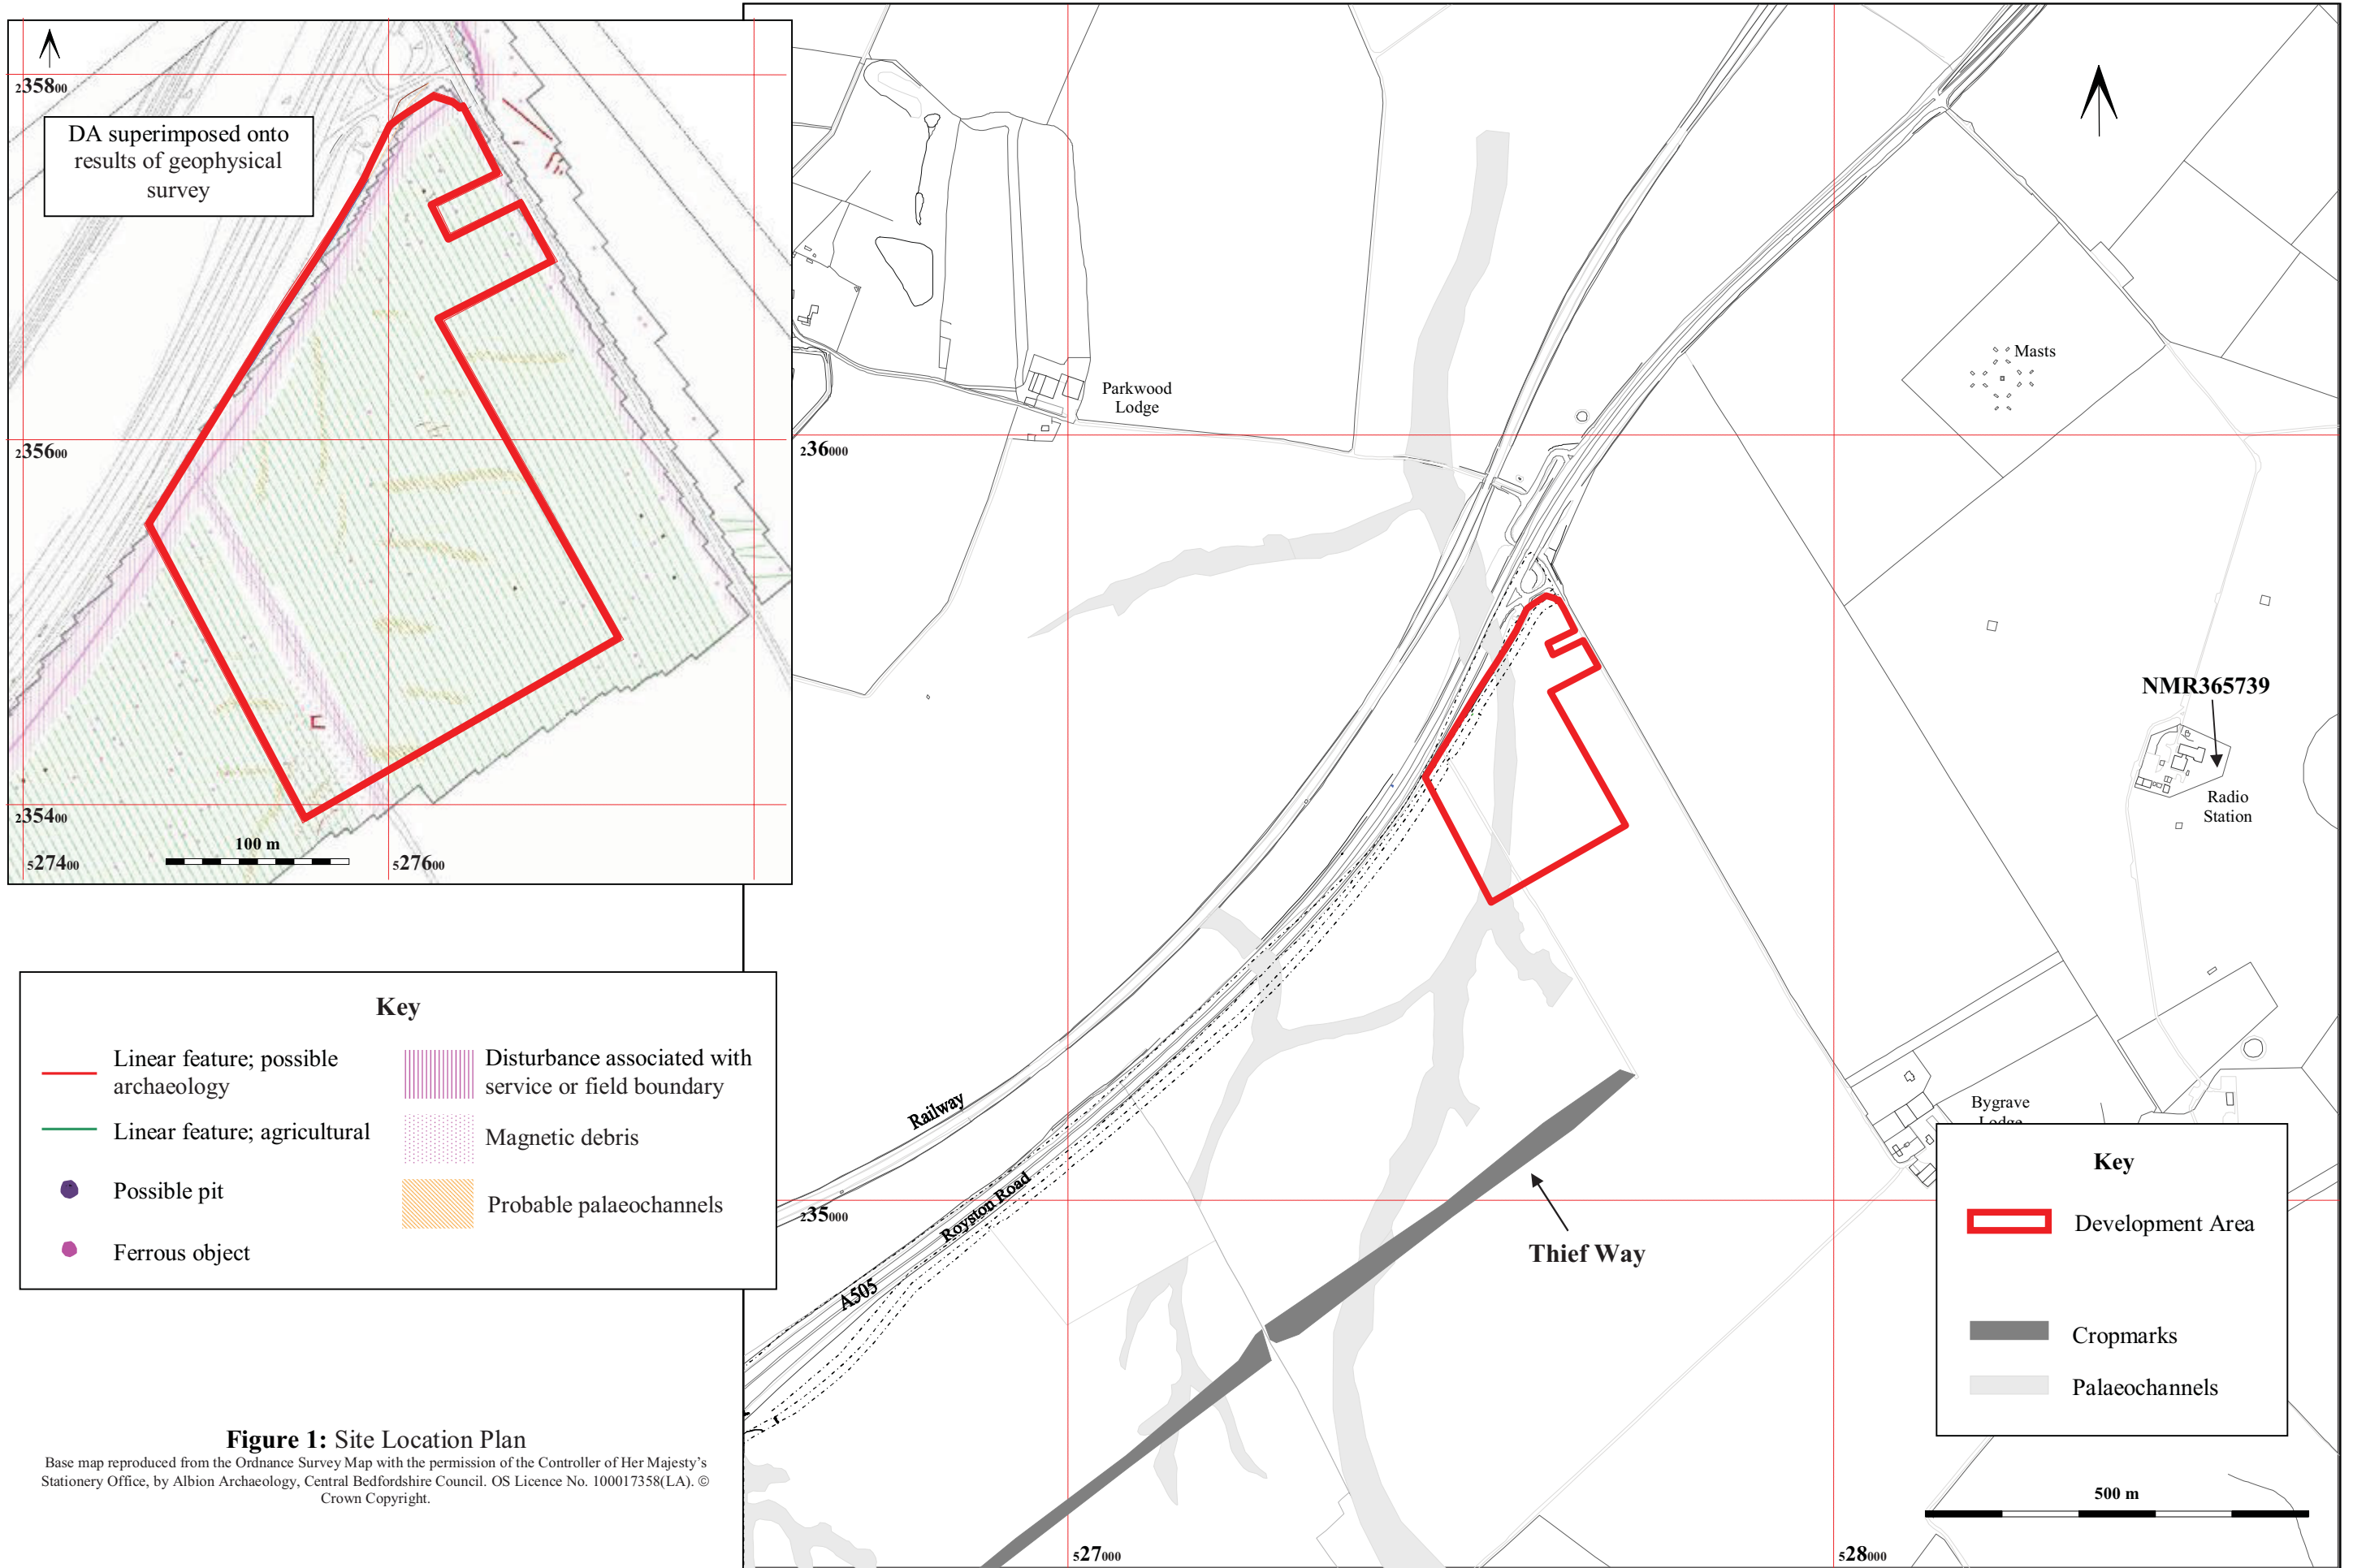 235800
DA superimposed onto
results of geophysical
survey
235600
235400
100 m
527400
527600
Key
Linear feature; possible
archaeology
Linear feature; agricultural
Possible pit
Ferrous object
Disturbance associated with
service or field boundary
Magnetic debris
Probable palaeochannels
Figure 1: Site Location Plan
Base map reproduced from the Ordnance Survey Map with the permission of the Controller of Her Majesty's
Stationery Office, by Albion Archaeology, Central Bedfordshire Council. OS Licence No. 100017358(LA). ©
Crown Copyright.
Parkwood
Lodge
236000
Masts
NMR365739
Radio
Station
Railway
Royston Road
A505
235000
Thief Way
Bygrave
Lodge
Key
Development Area
Cropmarks
Palaeochannels
500 m
527000
528000